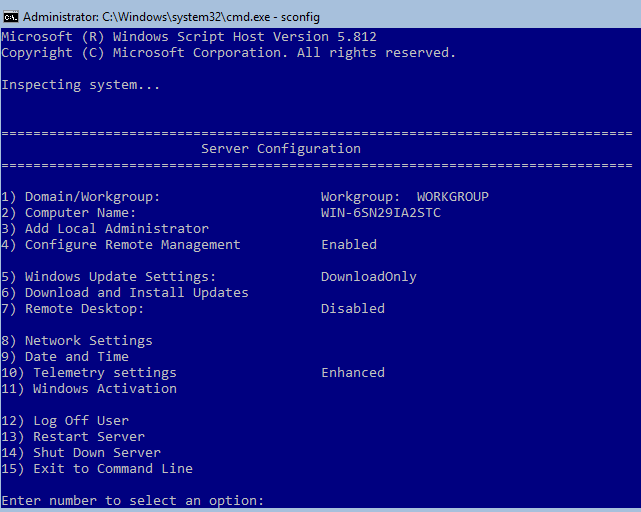 Administrator: C:\Windows\system32\cmd.exe - sconfig
Microsoft (R) Windows Script Host Version 5.812
Copyright (C) Microsoft Corporation. All rights reserved.
Inspecting system...
===============================================================================
Server Configuration
===============================================================================
1) Domain/Workgroup: Workgroup: WORKGROUP
2) Computer Name: WIN-6SN29IA2STC
3) Add Local Administrator
4) Configure Remote Management Enabled
5) Windows Update Settings: DownloadOnly
6) Download and Install Updates
7) Remote Desktop: Disabled
8) Network Settings
9) Date and Time
10) Telemetry settings Enhanced
11) Windows Activation
12) Log Off User
13) Restart Server
14) Shut Down Server
15) Exit to Command Line
Enter number to select an option: